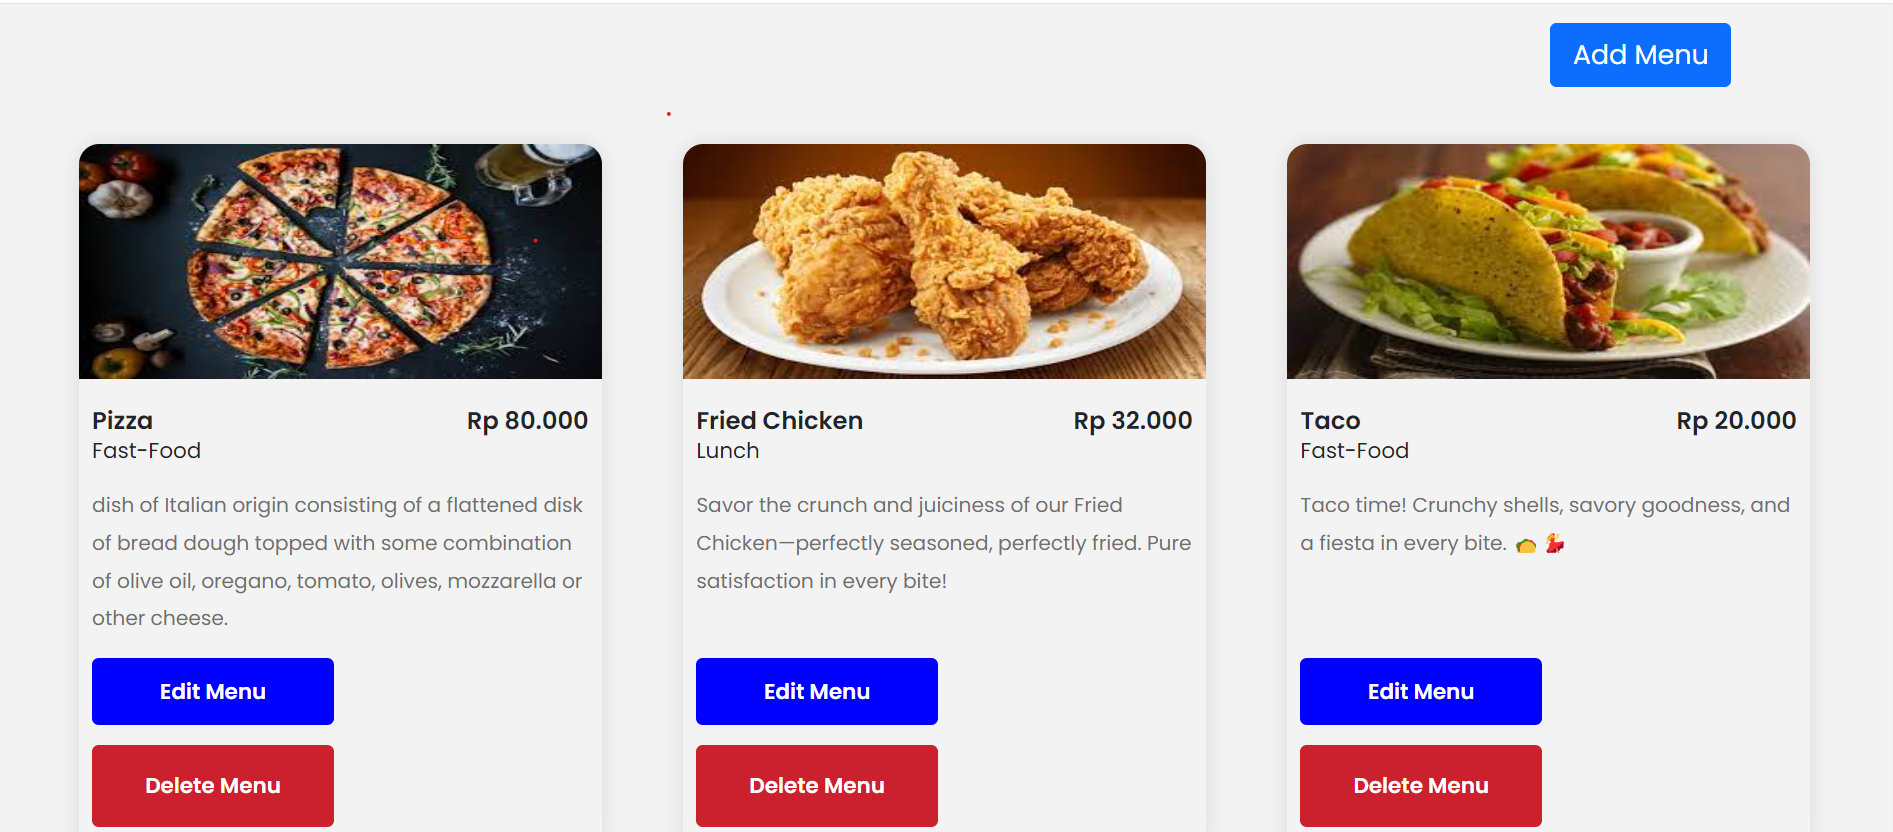 Add Menu
Pizza Rp 80.000
Fast-Food
dish of Italian origin consisting of a flattened disk
of bread dough topped with some combination
of olive oil, oregano, tomato, olives, mozzarella or
other cheese.
Edit Menu
Delete Menu
Fried Chicken Rp 32.000
Lunch
Savor the crunch and juiciness of our Fried
Chicken—perfectly seasoned, perfectly fried. Pure
satisfaction in every bite!
Edit Menu
Delete Menu
Taco Rp 20.000
Fast-Food
Taco time! Crunchy shells, savory goodness, and
a fiesta in every bite. 🌮 💃
Edit Menu
Delete Menu